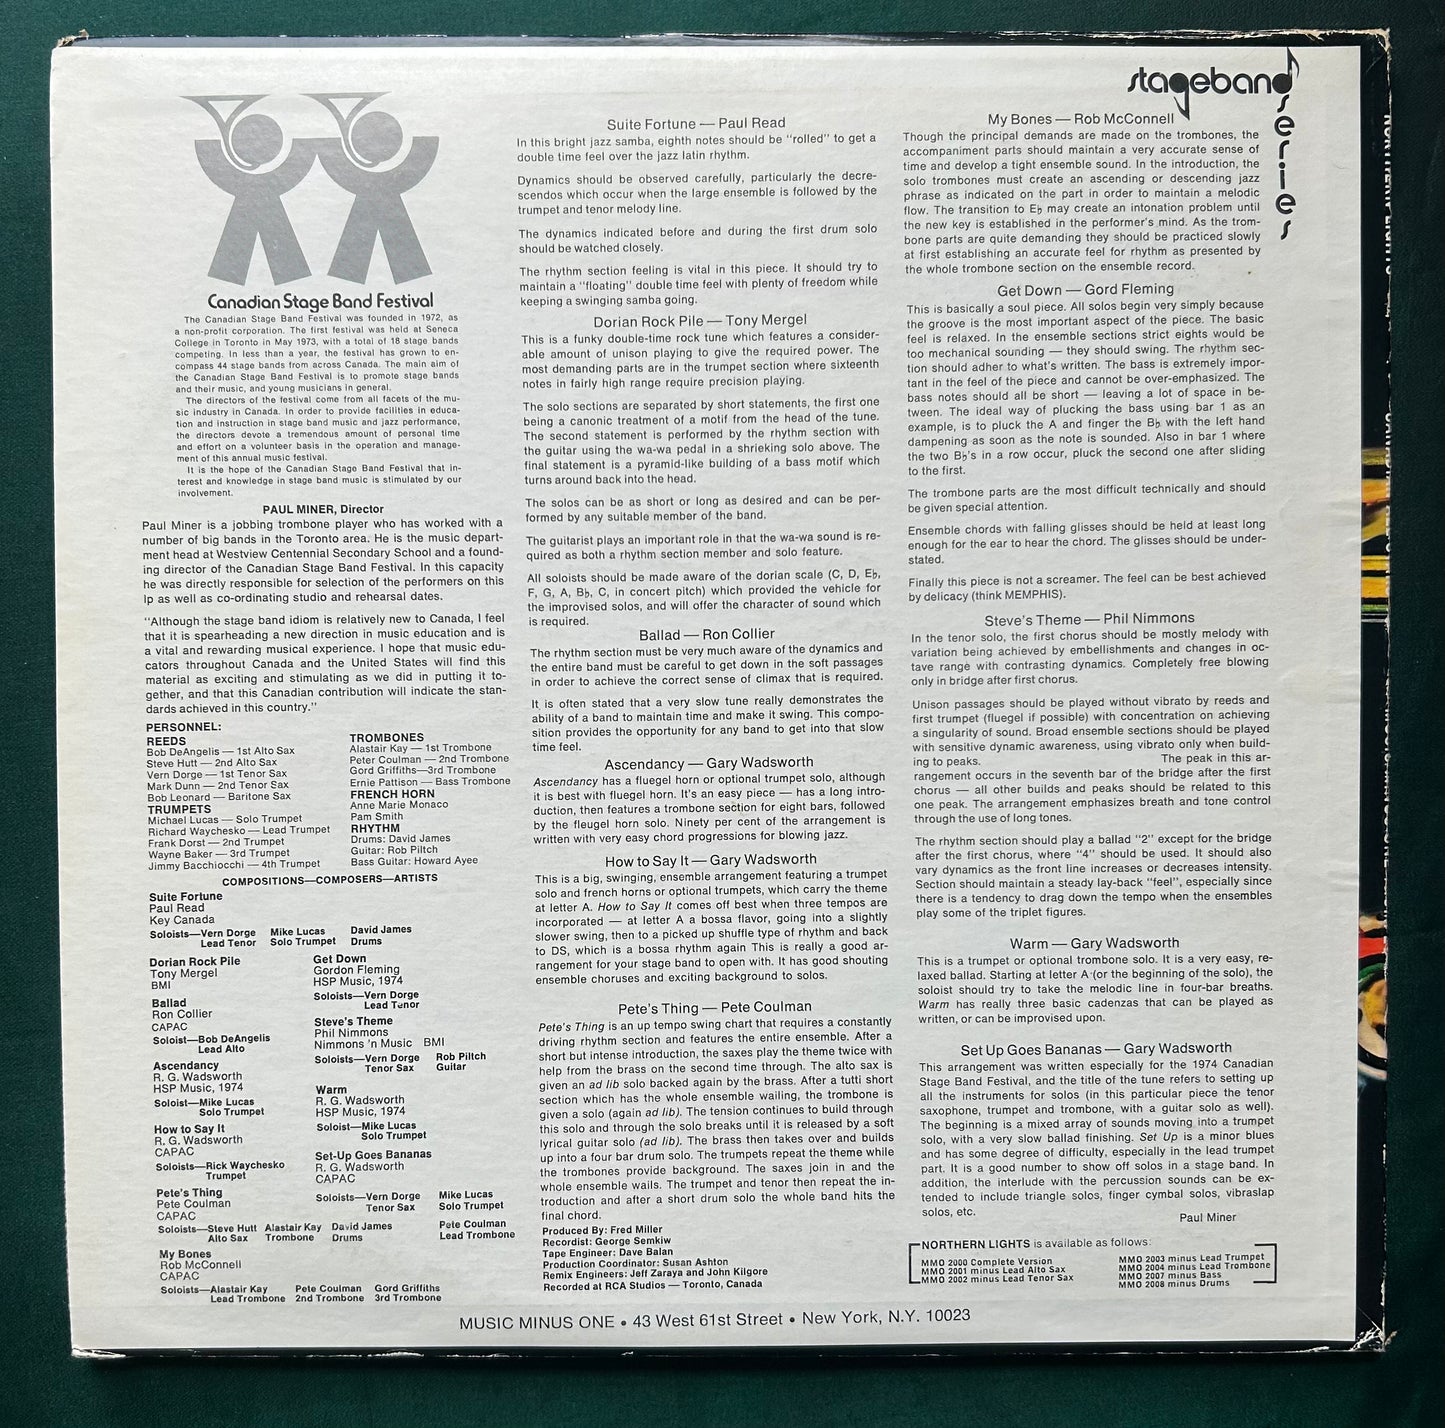 Canadian Stage Band Festival
The Canadian Stage Band Festival was founded in 1972, as
a non-profit corporation. The first festival was held at Seneca
College in Toronto in May 1973, with a total of 18 stage bands
competing. In less than a year, the festival has grown to en-
compass 44 stage bands from across Canada. The main aim of
the Canadian Stage Band Festival is to promote stage bands
and their music, and young musicians in general.
The directors of the festival come from all facets of the mu-
sic industry in Canada. In order to provide facilities in educa-
tion and instruction in stage band music and jazz performance,
the directors devote a tremendous amount of personal time
and effort on a volunteer basis in the operation and manage-
ment of this annual music festival.
It is the hope of the Canadian Stage Band Festival that in-
terest and knowledge in stage band music is stimulated by our
involvement.
PAUL MINER, Director
Paul Miner is a jobbing trombone player who has worked with a
number of big bands in the Toronto area. He is the music depart-
ment head at Westview Centennial Secondary School and a found-
ing director of the Canadian Stage Band Festival. In this capacity
he was directly responsible for selection of the performers on this
lp as well as co-ordinating studio and rehearsal dates.
"Although the stage band idiom is relatively new to Canada, I feel
that it is spearheading a new direction in music education and is
a vital and rewarding musical experience. I hope that music edu-
cators throughout Canada and the United States will find this
material as exciting and stimulating as we did in putting it to-
gether, and that this Canadian contribution will indicate the stan-
dards achieved in this country."
PERSONNEL:
REEDS
Bob DeAngelis — 1st Alto Sax
Steve Hutt — 2nd Alto Sax
Vern Dorge — 1st Tenor Sax
Mark Dunn — 2nd Tenor Sax
Bob Leonard — Baritone Sax
TRUMPETS
Michael Lucas — Solo Trumpet
Richard Waychesko — Lead Trumpet
Frank Dorst — 2nd Trumpet
Wayne Baker — 3rd Trumpet
Jimmy Bacchiocchi — 4th Trumpet
TROMBONES
Alastair Kay — 1st Trombone
Peter Coulman — 2nd Trombone
Gord Griffiths—3rd Trombone
Ernie Pattison — Bass Trombone
FRENCH HORN
Anne Marie Monaco
Pam Smith
RHYTHM
Drums: David James
Guitar: Rob Piltch
Bass Guitar: Howard Ayee
COMPOSITIONS—COMPOSERS—ARTISTS
Suite Fortune
Paul Read
Key Canada
Soloists—Vern Dorge Mike Lucas David James
Lead Tenor Solo Trumpet Drums
Dorian Rock Pile
Tony Mergel
BMI
Ballad
Ron Collier
CAPAC
Soloist—Bob DeAngelis
Lead Alto
Ascendancy
R. G. Wadsworth
HSP Music, 1974
Soloist—Mike Lucas
Solo Trumpet
How to Say It
R. G. Wadsworth
CAPAC
Soloists—Rick Waychesko
Trumpet
Pete's Thing
Pete Coulman
CAPAC
Get Down
Gordon Fleming
HSP Music, 1974
Soloists—Vern Dorge
Lead Tenor
Steve's Theme
Phil Nimmons
Nimmons 'n Music BMI
Soloists—Vern Dorge Rob Piltch
Tenor Sax Guitar
Warm
R. G. Wadsworth
HSP Music, 1974
Soloist—Mike Lucas
Solo Trumpet
Set-Up Goes Bananas
R. G. Wadsworth
CAPAC
Soloists—Vern Dorge Mike Lucas
Tenor Sax Solo Trumpet
Soloists—Steve Hutt Alastair Kay David James Pete Coulman
Alto Sax Trombone Drums Lead Trombone
My Bones
Rob McConnell
CAPAC
Soloists—Alastair Kay Pete Coulman Gord Griffiths
Lead Trombone 2nd Trombone 3rd Trombone
Suite Fortune — Paul Read
In this bright jazz samba, eighth notes should be "rolled" to get a
double time feel over the jazz latin rhythm.
Dynamics should be observed carefully, particularly the decre-
scendos which occur when the large ensemble is followed by the
trumpet and tenor melody line.
The dynamics indicated before and during the first drum solo
should be watched closely.
The rhythm section feeling is vital in this piece. It should try to
maintain a "floating" double time feel with plenty of freedom while
keeping a swinging samba going.
Dorian Rock Pile — Tony Mergel
This is a funky double-time rock tune which features a consider-
able amount of unison playing to give the required power. The
most demanding parts are in the trumpet section where sixteenth
notes in fairly high range require precision playing.
The solo sections are separated by short statements, the first one
being a canonic treatment of a motif from the head of the tune.
The second statement is performed by the rhythm section with
the guitar using the wa-wa pedal in a shrieking solo above. The
final statement is a pyramid-like building of a bass motif which
turns around back into the head.
The solos can be as short or long as desired and can be per-
formed by any suitable member of the band.
The guitarist plays an important role in that the wa-wa sound is re-
quired as both a rhythm section member and solo feature.
All soloists should be made aware of the dorian scale (C, D, E♭,
F, G, A, B♭, C, in concert pitch) which provided the vehicle for
the improvised solos, and will offer the character of sound which
is required.
Ballad — Ron Collier
The rhythm section must be very much aware of the dynamics and
the entire band must be careful to get down in the soft passages
in order to achieve the correct sense of climax that is required.
It is often stated that a very slow tune really demonstrates the
ability of a band to maintain time and make it swing. This compo-
sition provides the opportunity for any band to get into that slow
time feel.
Ascendancy — Gary Wadsworth
Ascendancy has a fluegel horn or optional trumpet solo, although
it is best with fluegel horn. It's an easy piece — has a long intro-
duction, then features a trombone section for eight bars, followed
by the fleugel horn solo. Ninety per cent of the arrangement is
written with very easy chord progressions for blowing jazz.
How to Say It — Gary Wadsworth
This is a big, swinging, ensemble arrangement featuring a trumpet
solo and french horns or optional trumpets, which carry the theme
at letter A. How to Say It comes off best when three tempos are
incorporated — at letter A a bossa flavor, going into a slightly
slower swing, then to a picked up shuffle type of rhythm and back
to DS, which is a bossa rhythm again This is really a good ar-
rangement for your stage band to open with. It has good shouting
ensemble choruses and exciting background to solos.
Pete's Thing — Pete Coulman
Pete's Thing is an up tempo swing chart that requires a constantly
driving rhythm section and features the entire ensemble. After a
short but intense introduction, the saxes play the theme twice with
help from the brass on the second time through. The alto sax is
given an ad lib solo backed again by the brass. After a tutti short
section which has the whole ensemble wailing, the trombone is
given a solo (again ad lib). The tension continues to build through
this solo and through the solo breaks until it is released by a soft
lyrical guitar solo (ad lib). The brass then takes over and builds
up into a four bar drum solo. The trumpets repeat the theme while
the trombones provide background. The saxes join in and the
whole ensemble wails. The trumpet and tenor then repeat the in-
troduction and after a short drum solo the whole band hits the
final chord.
Produced By: Fred Miller
Recordist: George Semkiw
Tape Engineer: Dave Balan
Production Coordinator: Susan Ashton
Remix Engineers: Jeff Zaraya and John Kilgore
Recorded at RCA Studios — Toronto, Canada
stageband series
My Bones — Rob McConnell
Though the principal demands are made on the trombones, the
accompaniment parts should maintain a very accurate sense of
time and develop a tight ensemble sound. In the introduction, the
solo trombones must create an ascending or descending jazz
phrase as indicated on the part in order to maintain a melodic
flow. The transition to E♭ may create an intonation problem until
the new key is established in the performer's mind. As the trom-
bone parts are quite demanding they should be practiced slowly
at first establishing an accurate feel for rhythm as presented by
the whole trombone section on the ensemble record.
Get Down — Gord Fleming
This is basically a soul piece. All solos begin very simply because
the groove is the most important aspect of the piece. The basic
feel is relaxed. In the ensemble sections strict eights would be
too mechanical sounding — they should swing. The rhythm sec-
tion should adher to what's written. The bass is extremely impor-
tant in the feel of the piece and cannot be over-emphasized. The
bass notes should all be short — leaving a lot of space in be-
tween. The ideal way of plucking the bass using bar 1 as an
example, is to pluck the A and finger the B♭ with the left hand
dampening as soon as the note is sounded. Also in bar 1 where
the two B♭'s in a row occur, pluck the second one after sliding
to the first.
The trombone parts are the most difficult technically and should
be given special attention.
Ensemble chords with falling glisses should be held at least long
enough for the ear to hear the chord. The glisses should be under-
stated.
Finally this piece is not a screamer. The feel can be best achieved
by delicacy (think MEMPHIS).
Steve's Theme — Phil Nimmons
In the tenor solo, the first chorus should be mostly melody with
variation being achieved by embellishments and changes in oc-
tave range with contrasting dynamics. Completely free blowing
only in bridge after first chorus.
Unison passages should be played without vibrato by reeds and
first trumpet (fluegel if possible) with concentration on achieving
a singularity of sound. Broad ensemble sections should be played
with sensitive dynamic awareness, using vibrato only when build-
ing to peaks. The peak in this ar-
rangement occurs in the seventh bar of the bridge after the first
chorus — all other builds and peaks should be related to this
one peak. The arrangement emphasizes breath and tone control
through the use of long tones.
The rhythm section should play a ballad "2" except for the bridge
after the first chorus, where "4" should be used. It should also
vary dynamics as the front line increases or decreases intensity.
Section should maintain a steady lay-back "feel", especially since
there is a tendency to drag down the tempo when the ensembles
play some of the triplet figures.
Warm — Gary Wadsworth
This is a trumpet or optional trombone solo. It is a very easy, re-
laxed ballad. Starting at letter A (or the beginning of the solo), the
soloist should try to take the melodic line in four-bar breaths.
Warm has really three basic cadenzas that can be played as
written, or can be improvised upon.
Set Up Goes Bananas — Gary Wadsworth
This arrangement was written especially for the 1974 Canadian
Stage Band Festival, and the title of the tune refers to setting up
all the instruments for solos (in this particular piece the tenor
saxophone, trumpet and trombone, with a guitar solo as well).
The beginning is a mixed array of sounds moving into a trumpet
solo, with a very slow ballad finishing. Set Up is a minor blues
and has some degree of difficulty, especially in the lead trumpet
part. It is a good number to show off solos in a stage band. In
addition, the interlude with the percussion sounds can be ex-
tended to include triangle solos, finger cymbal solos, vibraslap
solos, etc.
Paul Miner
NORTHERN LIGHTS is available as follows:
MMO 2000 Complete Version
MMO 2001 minus Lead Alto Sax
MMO 2002 minus Lead Tenor Sax
MMO 2003 minus Lead Trumpet
MMO 2004 minus Lead Trombone
MMO 2007 minus Bass
MMO 2008 minus Drums
MUSIC MINUS ONE • 43 West 61st Street • New York, N.Y. 10023